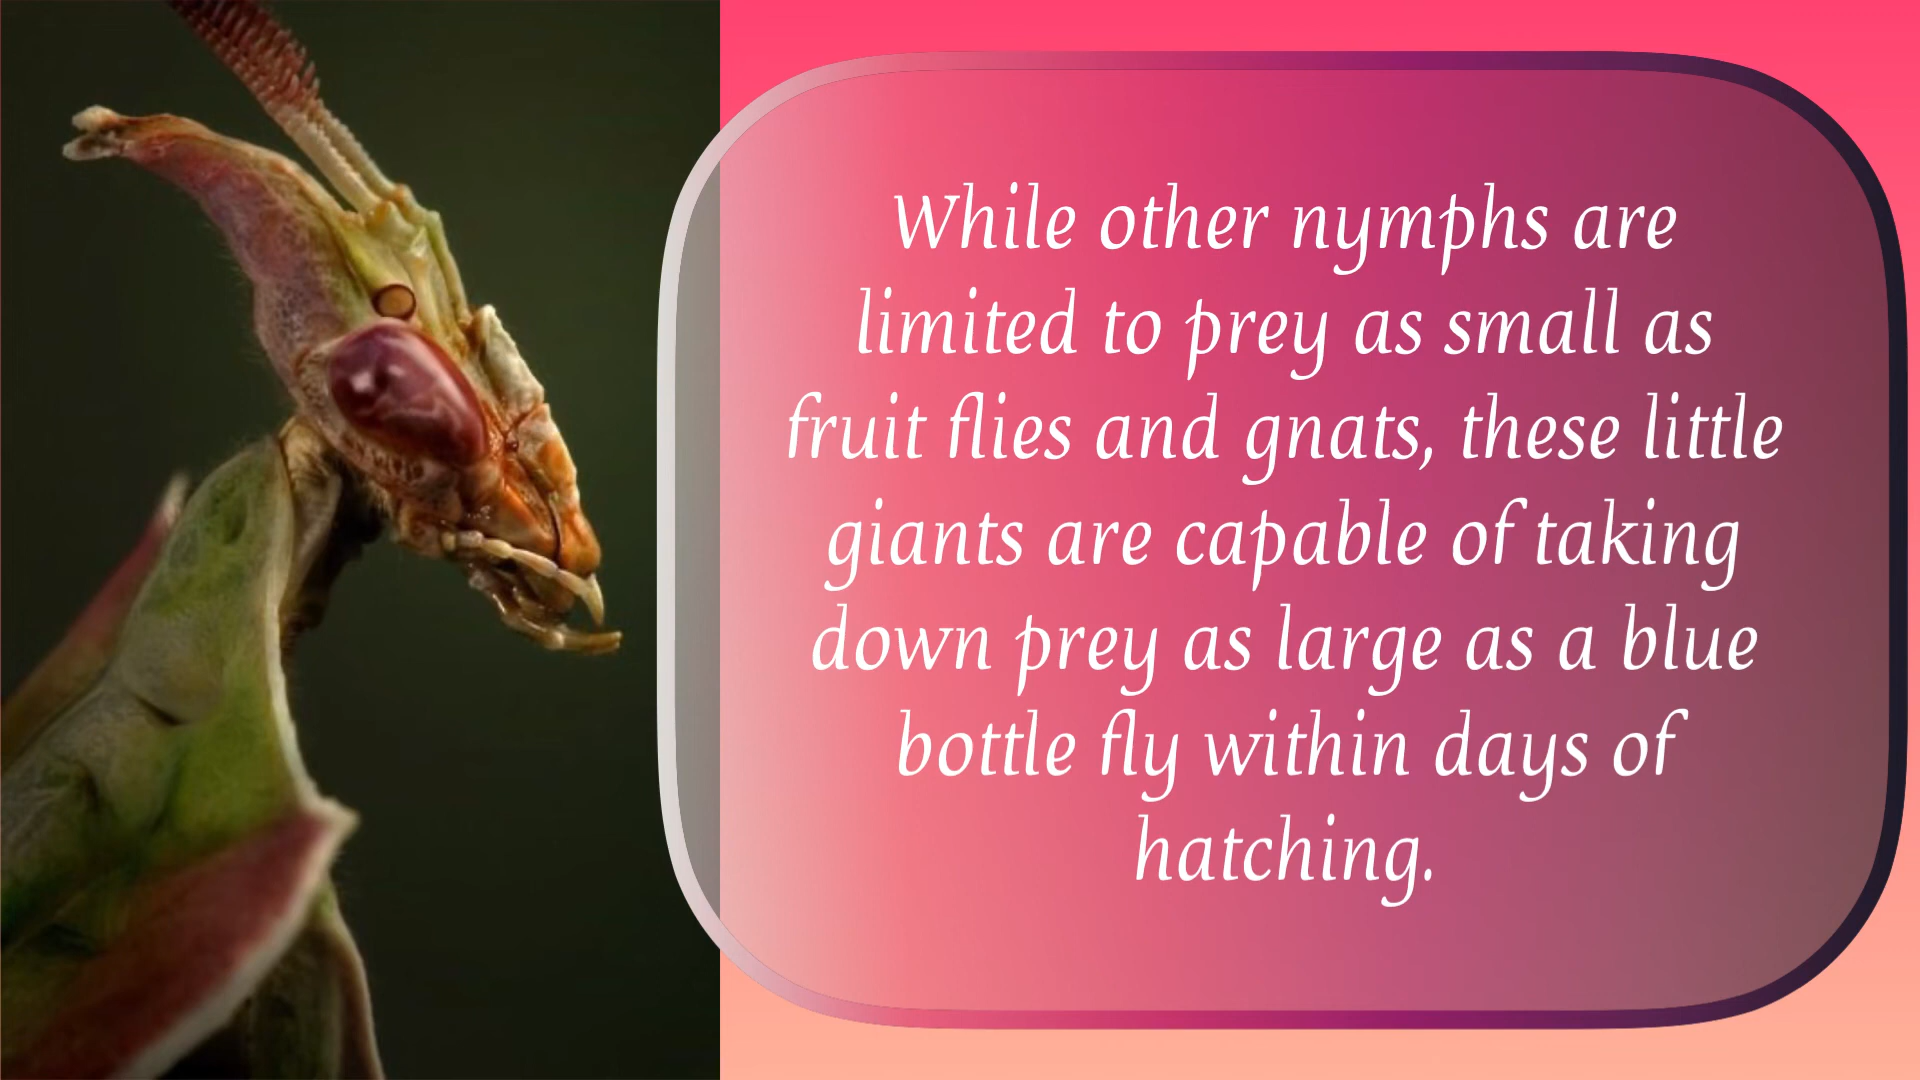 While other nymphs are
limited to prey as small as
fruit flies and gnats, these little
giants are capable of taking
down prey as large as a blue
bottle fly within days of
hatching.